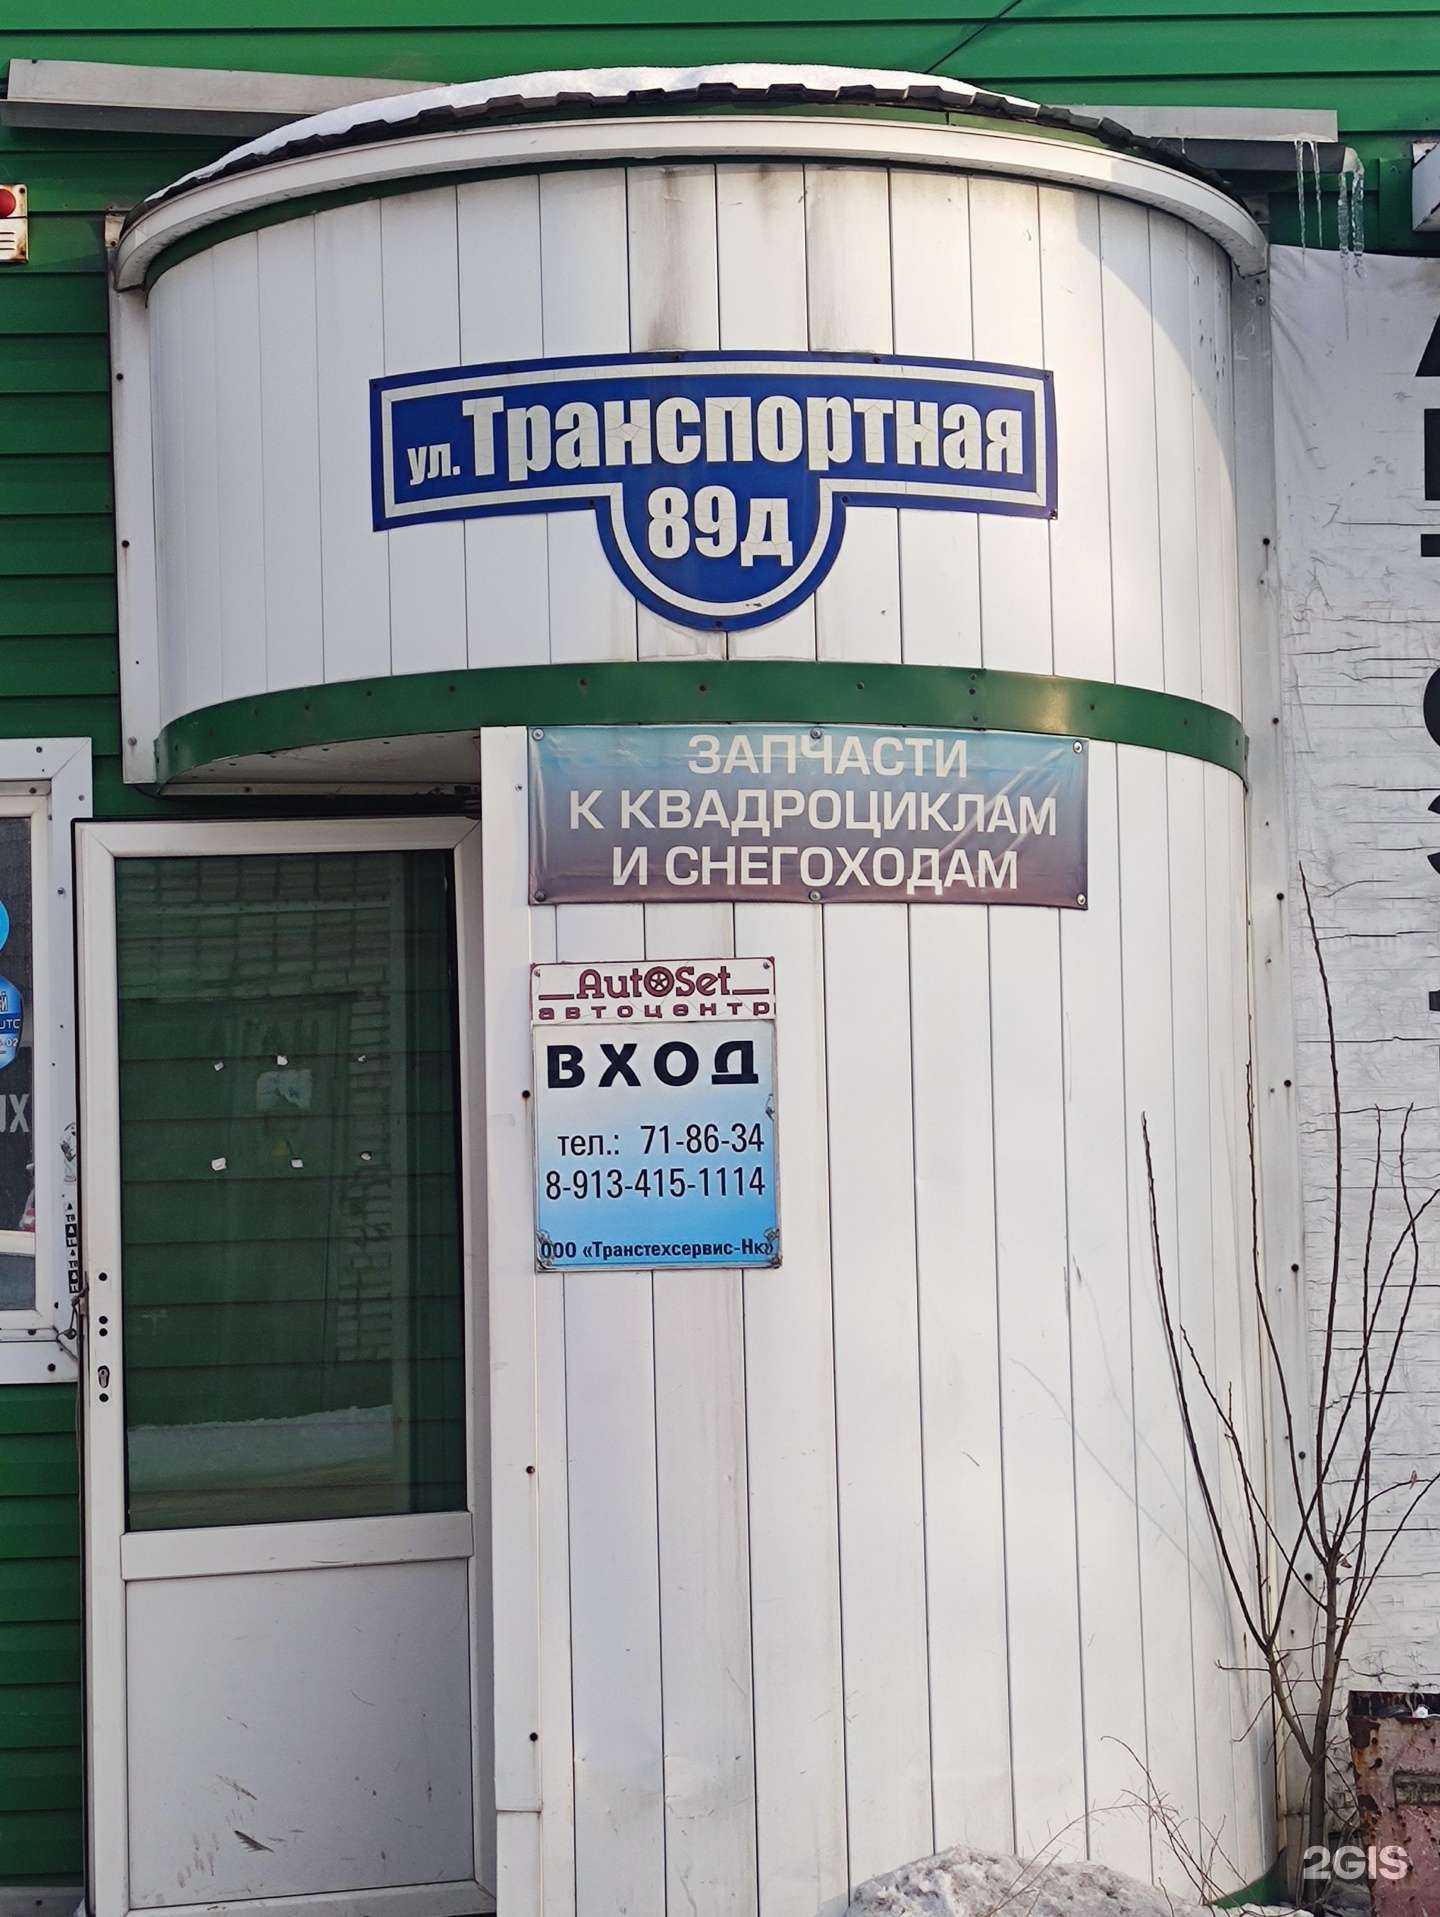 ул. Транспортная
89д
ЗАПЧАСТИ
К КВАДРОЦИКЛАМ
И СНЕГОХОДАМ
AutoSet
автоцентр
ВХОД
тел.: 71-86-34
8-913-415-1114
ООО «Транстехсервис-Нк»
2GIS